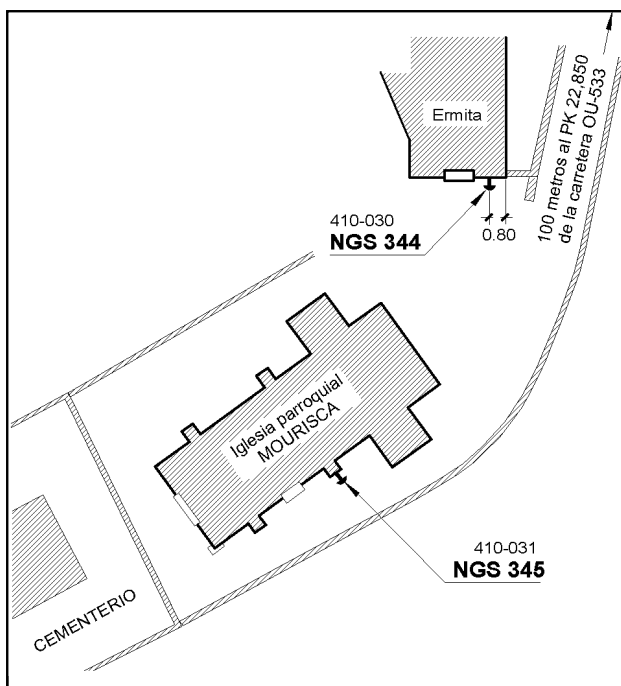 100 metros al PK 22,850
de la carretera OU-533
Ermita
410-030
NGS 344
0.80
Iglesia parroquial
MOURISCA
410-031
NGS 345
CEMENTERIO